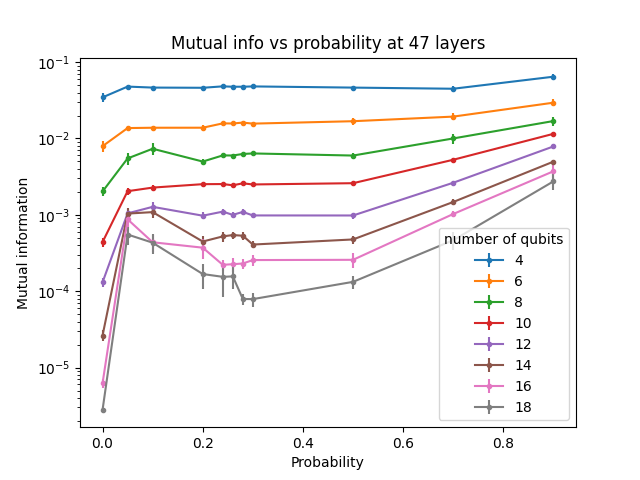 Mutual info vs probability at 47 layers
Mutual information
10⁻¹
10⁻²
10⁻³
10⁻⁴
10⁻⁵
number of qubits
4
6
8
10
12
14
16
18
0.0 0.2 0.4 0.6 0.8
Probability